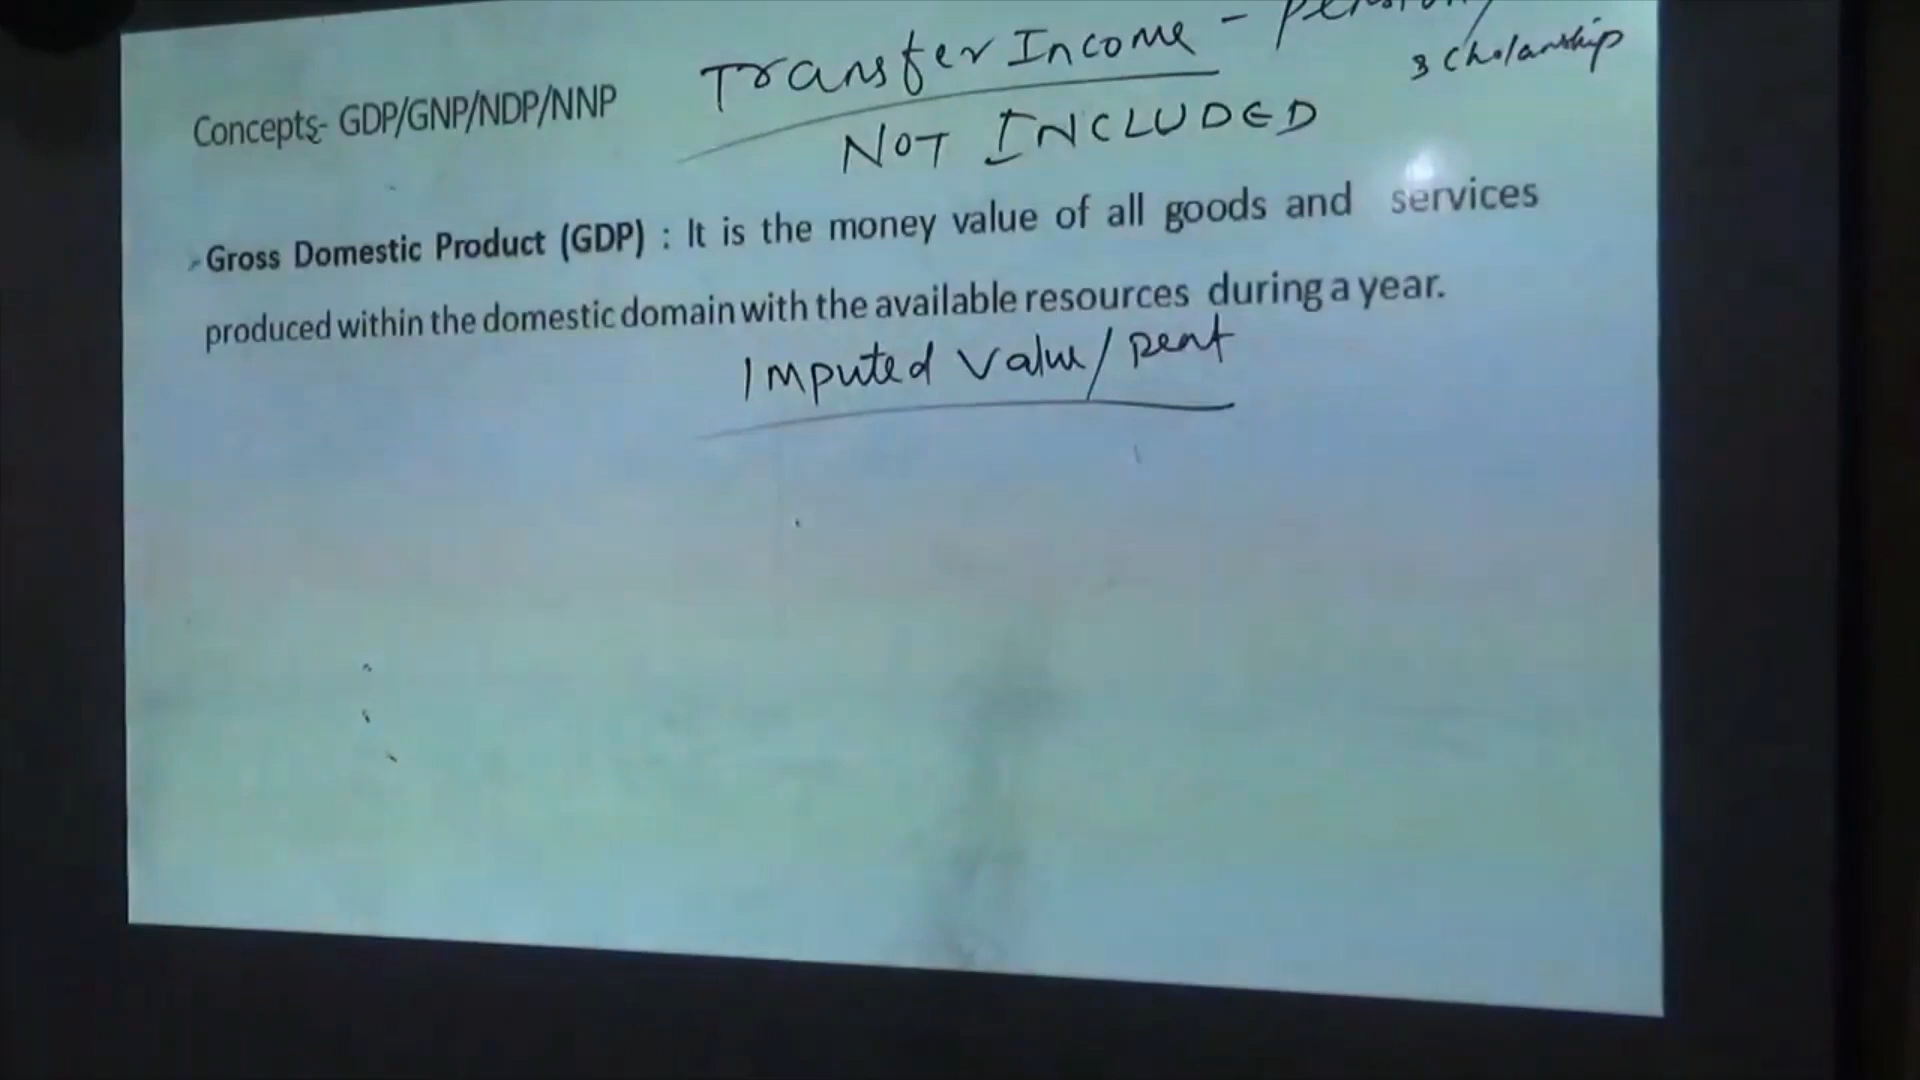 Transfer Income - Pension/
Scholarship
Concepts- GDP/GNP/NDP/NNP
NOT INCLUDED
Gross Domestic Product (GDP) : It is the money value of all goods and services
produced within the domestic domain with the available resources during a year.
Imputed Value/Rent